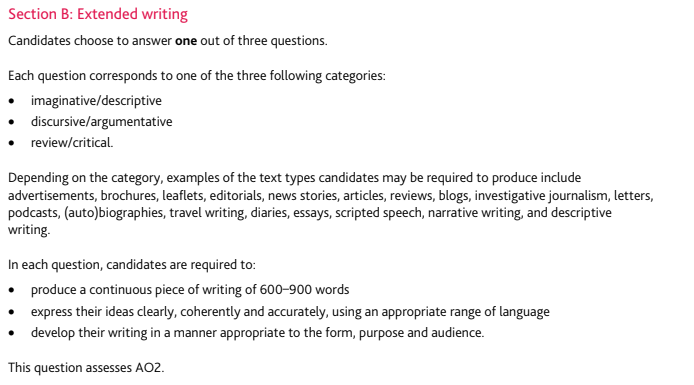 Section B: Extended writing
Candidates choose to answer one out of three questions.
Each question corresponds to one of the three following categories:
• imaginative/descriptive
• discursive/argumentative
• review/critical.
Depending on the category, examples of the text types candidates may be required to produce include
advertisements, brochures, leaflets, editorials, news stories, articles, reviews, blogs, investigative journalism, letters,
podcasts, (auto)biographies, travel writing, diaries, essays, scripted speech, narrative writing, and descriptive
writing.
In each question, candidates are required to:
• produce a continuous piece of writing of 600–900 words
• express their ideas clearly, coherently and accurately, using an appropriate range of language
• develop their writing in a manner appropriate to the form, purpose and audience.
This question assesses AO2.